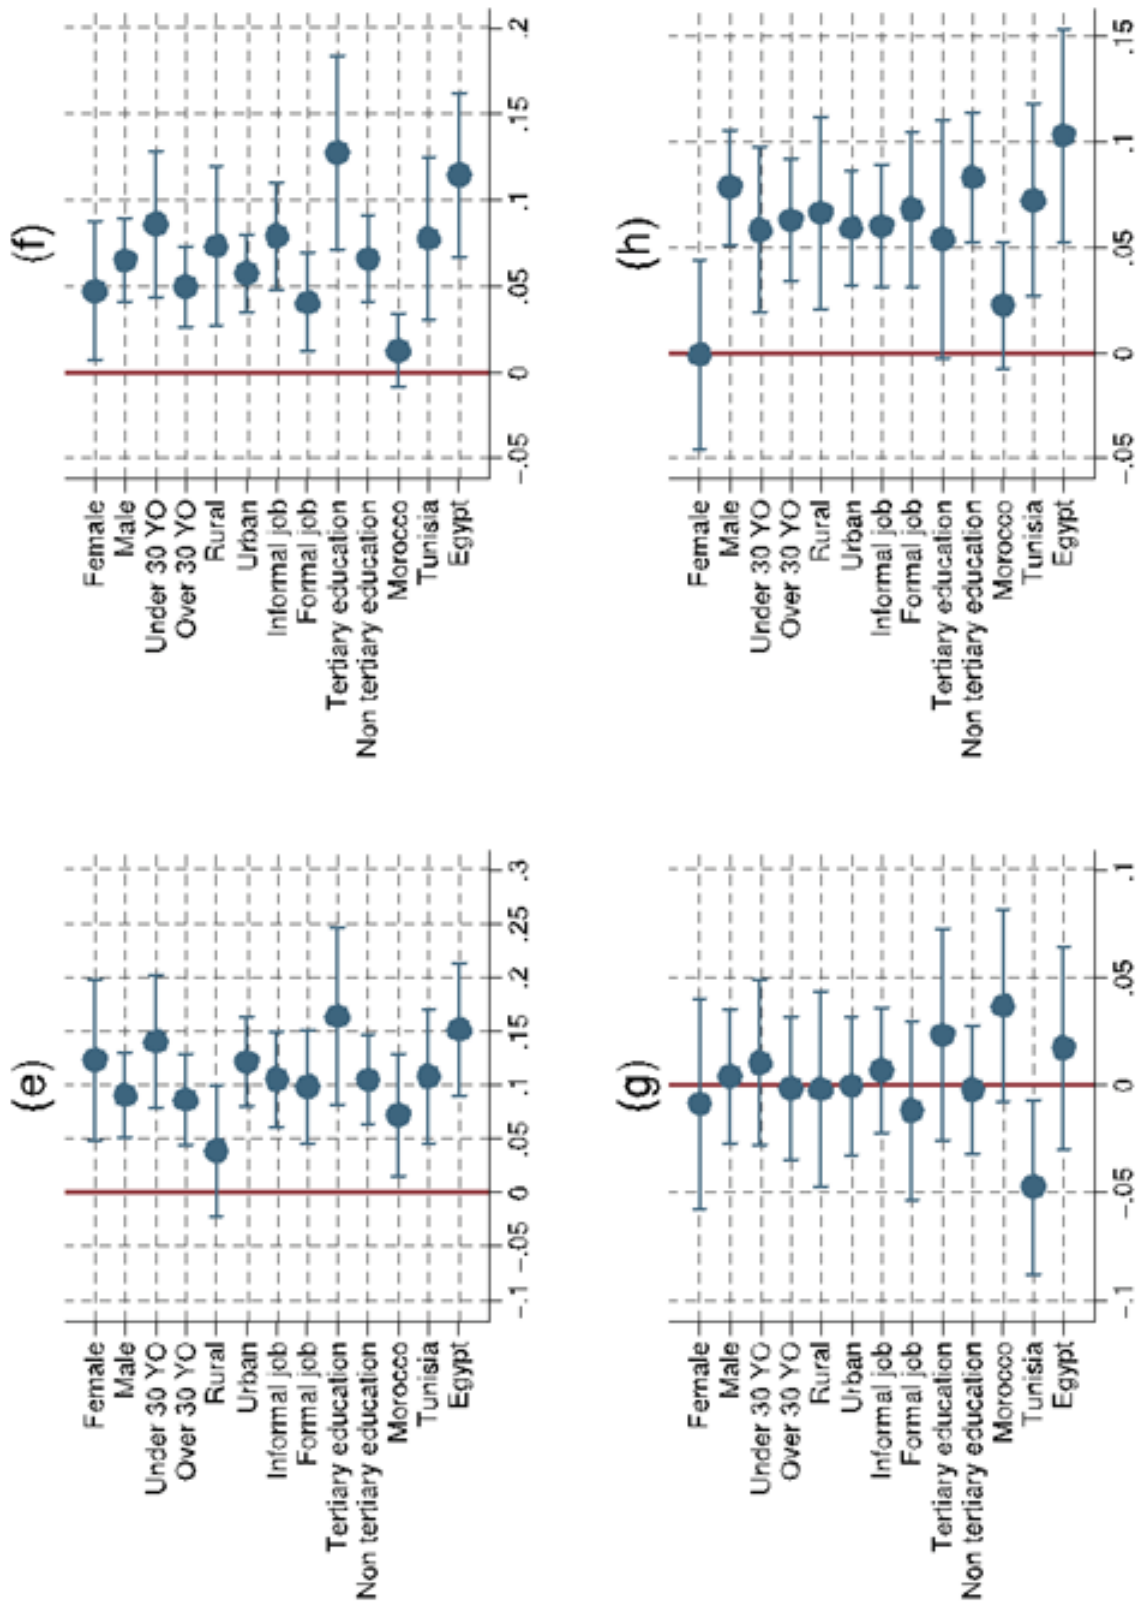 (e)
Female
Male
Under 30 YO
Over 30 YO
Rural
Urban
Informal job
Formal job
Tertiary education
Non tertiary education
Morocco
Tunisia
Egypt
-.1 -.05 0 .05 .1 .15 .2 .25 .3
(f)
Female
Male
Under 30 YO
Over 30 YO
Rural
Urban
Informal job
Formal job
Tertiary education
Non tertiary education
Morocco
Tunisia
Egypt
-.05 0 .05 .1 .15 .2
(g)
Female
Male
Under 30 YO
Over 30 YO
Rural
Urban
Informal job
Formal job
Tertiary education
Non tertiary education
Morocco
Tunisia
Egypt
-.1 -.05 0 .05 .1
(h)
Female
Male
Under 30 YO
Over 30 YO
Rural
Urban
Informal job
Formal job
Tertiary education
Non tertiary education
Morocco
Tunisia
Egypt
-.05 0 .05 .1 .15